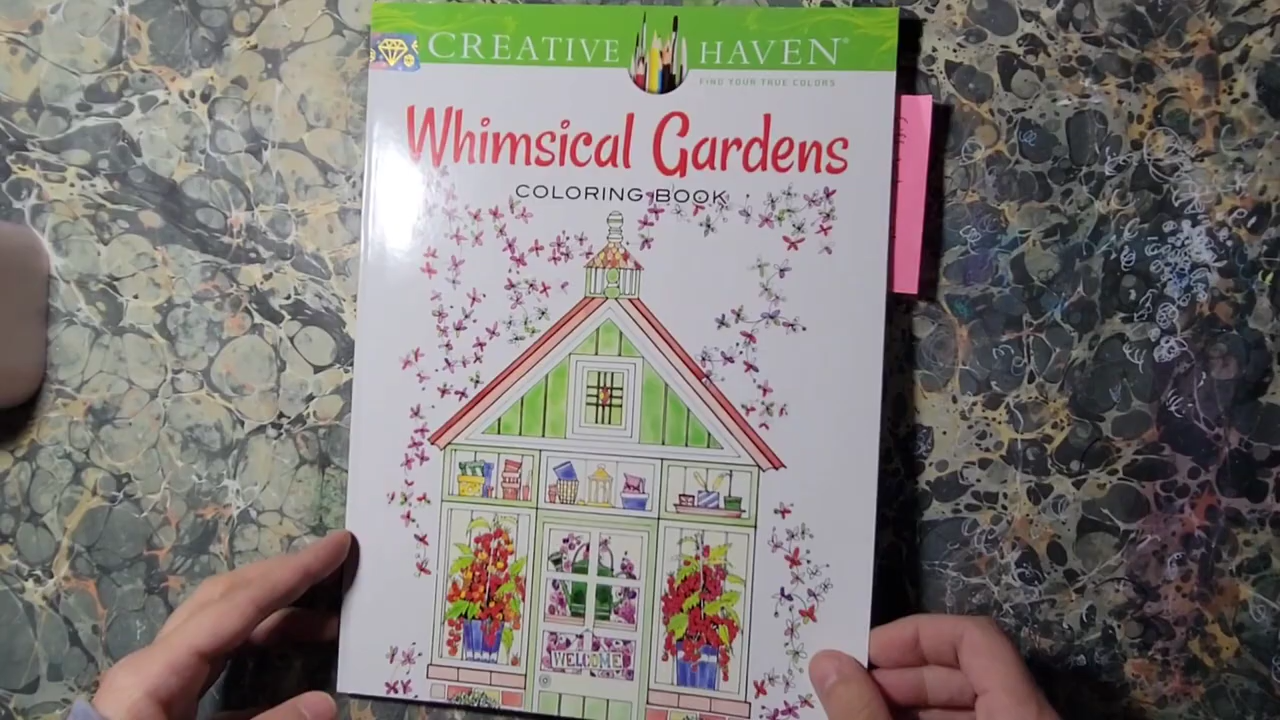 CREATIVE HAVEN®
FIND YOUR TRUE COLORS
Whimsical Gardens
COLORING BOOK
WELCOME